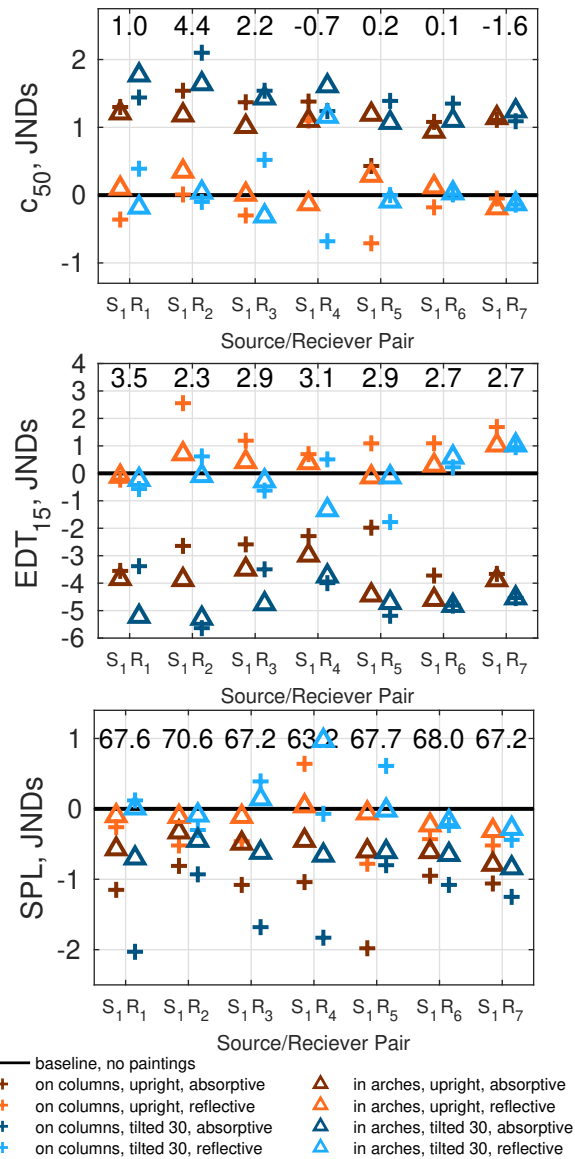 1.0 4.4 2.2 -0.7 0.2 0.1 -1.6
2
1
0
-1
c50, JNDs
S1R1 S1R2 S1R3 S1R4 S1R5 S1R6 S1R7
Source/Reciever Pair
4
3.5 2.3 2.9 3.1 2.9 2.7 2.7
3
2
1
0
-1
-2
-3
-4
-5
-6
EDT15, JNDs
S1R1 S1R2 S1R3 S1R4 S1R5 S1R6 S1R7
Source/Reciever Pair
67.6 70.6 67.2 63.2 67.7 68.0 67.2
1
0
-1
-2
SPL, JNDs
S1R1 S1R2 S1R3 S1R4 S1R5 S1R6 S1R7
Source/Reciever Pair
baseline, no paintings
on columns, upright, absorptive
on columns, upright, reflective
on columns, tilted 30, absorptive
on columns, tilted 30, reflective
in arches, upright, absorptive
in arches, upright, reflective
in arches, tilted 30, absorptive
in arches, tilted 30, reflective